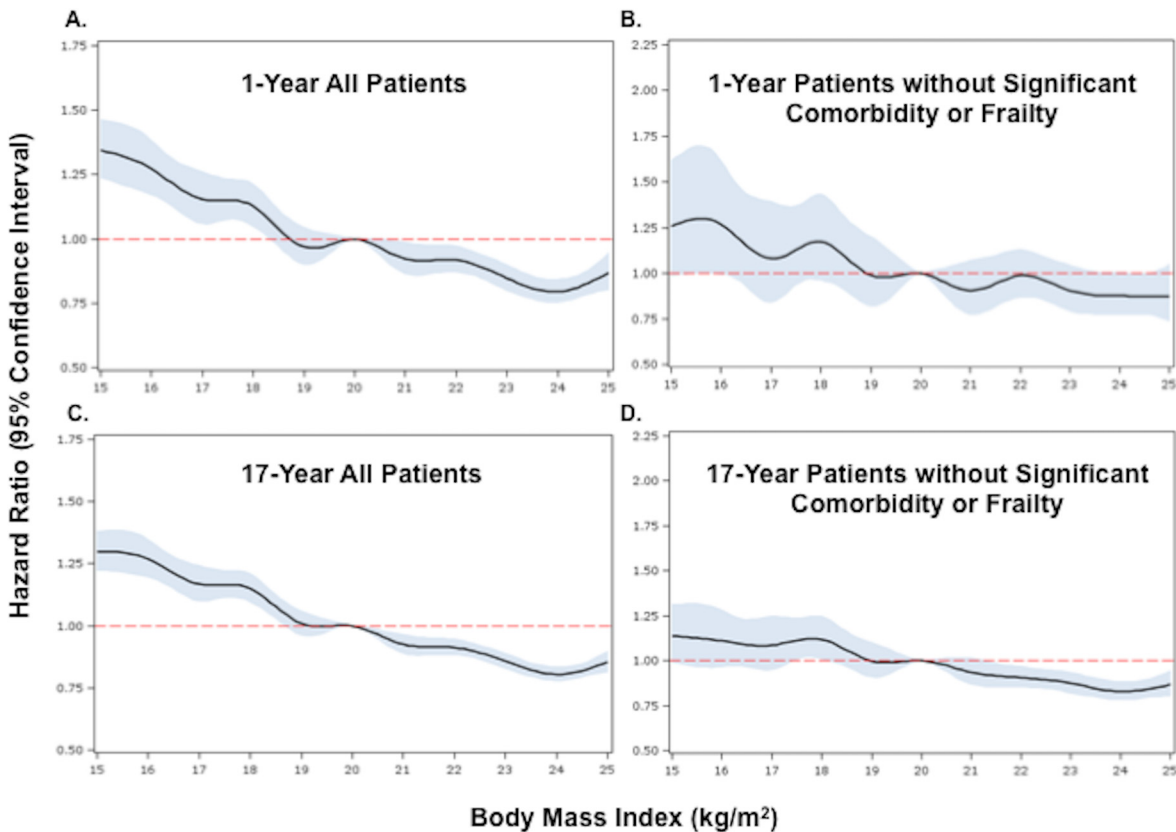 A.
1-Year All Patients
1.75
1.50
1.25
1.00
0.75
0.50
15 16 17 18 19 20 21 22 23 24 25
B.
1-Year Patients without Significant
Comorbidity or Frailty
2.25
2.00
1.75
1.50
1.25
1.00
0.75
0.50
15 16 17 18 19 20 21 22 23 24 25
C.
17-Year All Patients
1.75
1.50
1.25
1.00
0.75
0.50
15 16 17 18 19 20 21 22 23 24 25
D.
17-Year Patients without Significant
Comorbidity or Frailty
2.25
2.00
1.75
1.50
1.25
1.00
0.75
0.50
15 16 17 18 19 20 21 22 23 24 25
Hazard Ratio (95% Confidence Interval)
Body Mass Index (kg/m²)